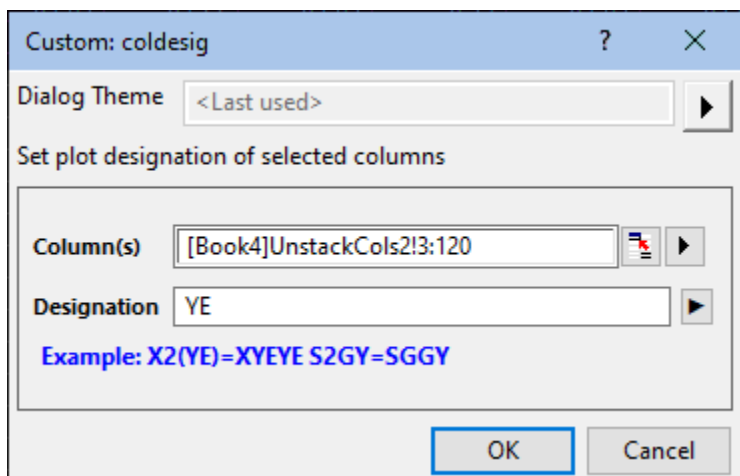 Custom: coldesig ?
Dialog Theme <Last used>
Set plot designation of selected columns
Column(s) [Book4]UnstackCols2!3:120
Designation YE
Example: X2(YE)=XYEYE S2GY=SGGY
OK Cancel